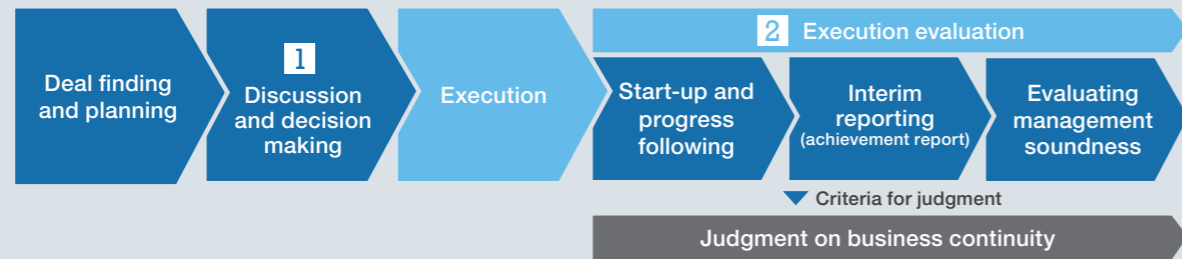 Deal finding
and planning
1
Discussion
and decision
making
Execution
2 Execution evaluation
Start-up and
progress
following
Interim
reporting
(achievement report)
Evaluating
management
soundness
Criteria for judgment
Judgment on business continuity